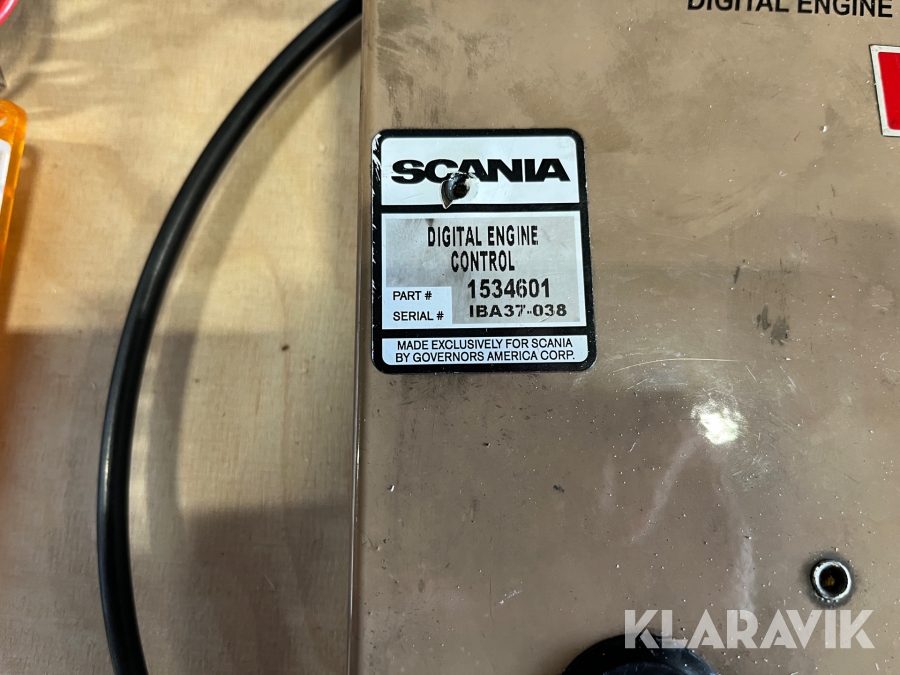 DIGITAL ENGINE
SCANIA
DIGITAL ENGINE
CONTROL
PART # 1534601
SERIAL # IBA37-038
MADE EXCLUSIVELY FOR SCANIA
BY GOVERNORS AMERICA CORP.
KLARAVIK